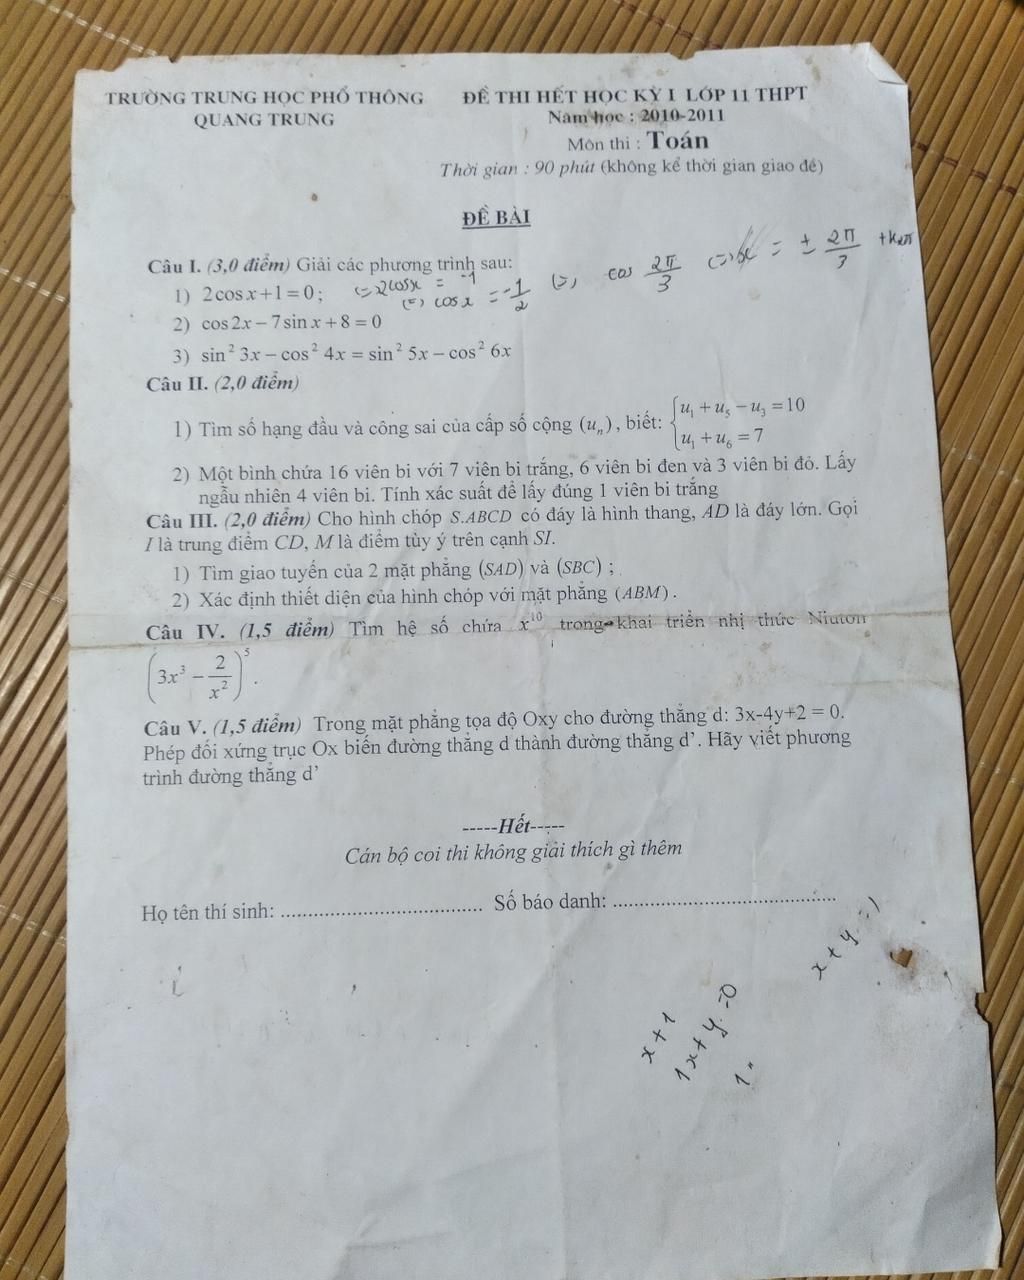 TRƯỜNG TRUNG HỌC PHỔ THÔNG
QUANG TRUNG
ĐỀ THI HẾT HỌC KỲ I LỚP 11 THPT
Năm học : 2010-2011
Môn thi : Toán
Thời gian : 90 phút (không kể thời gian giao đề)
ĐỀ BÀI
Câu I. (3,0 điểm) Giải các phương trình sau:
1) 2cos x+1=0; (=) 2cosx = -1
(=) cosx = -1/2 (=) cos 2π/3 (=) x = ± 2π/3 +k2π
2) cos2x−7sin x+8=0
3) sin² 3x−cos² 4x = sin² 5x−cos² 6x
Câu II. (2,0 điểm)
1) Tìm số hạng đầu và công sai của cấp số cộng (uₙ), biết: { u₁ + u₅ − u₃ =10
u₁ + u₆ = 7
2) Một bình chứa 16 viên bi với 7 viên bi trắng, 6 viên bi đen và 3 viên bi đỏ. Lấy
ngẫu nhiên 4 viên bi. Tính xác suất để lấy đúng 1 viên bi trắng
Câu III. (2,0 điểm) Cho hình chóp S.ABCD có đáy là hình thang, AD là đáy lớn. Gọi
I là trung điểm CD, M là điểm tùy ý trên cạnh SI.
1) Tìm giao tuyến của 2 mặt phẳng (SAD) và (SBC) ;
2) Xác định thiết diện của hình chóp với mặt phẳng (ABM).
Câu IV. (1,5 điểm) Tìm hệ số chứa x¹⁰ trong khai triển nhị thức Niutơn
(3x³ − 2/x²)⁵.
Câu V. (1,5 điểm) Trong mặt phẳng tọa độ Oxy cho đường thẳng d: 3x-4y+2 = 0.
Phép đối xứng trục Ox biến đường thẳng d thành đường thẳng d'. Hãy viết phương
trình đường thẳng d'
-----Hết-----
Cán bộ coi thi không giải thích gì thêm
Họ tên thí sinh: .................................... Số báo danh: ........................................
x + y = 1
x + 1
1x + y = 0
1